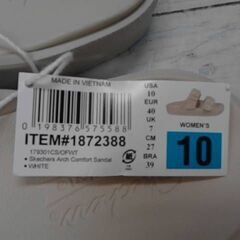 MADE IN VIETNAM
0 198376 575588
ITEM#1872388
179301CS/OFWT
• Skechers Arch Comfort Sandal
• WHITE
USA
10
EUR
40
UK
7
CM
27
BRA
39
WOMEN'S
10